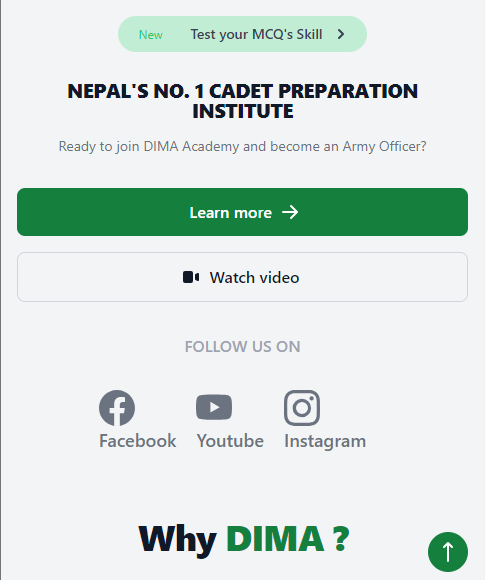 New Test your MCQ's Skill
NEPAL'S NO. 1 CADET PREPARATION
INSTITUTE
Ready to join DIMA Academy and become an Army Officer?
Learn more
Watch video
FOLLOW US ON
Facebook Youtube Instagram
Why DIMA ?